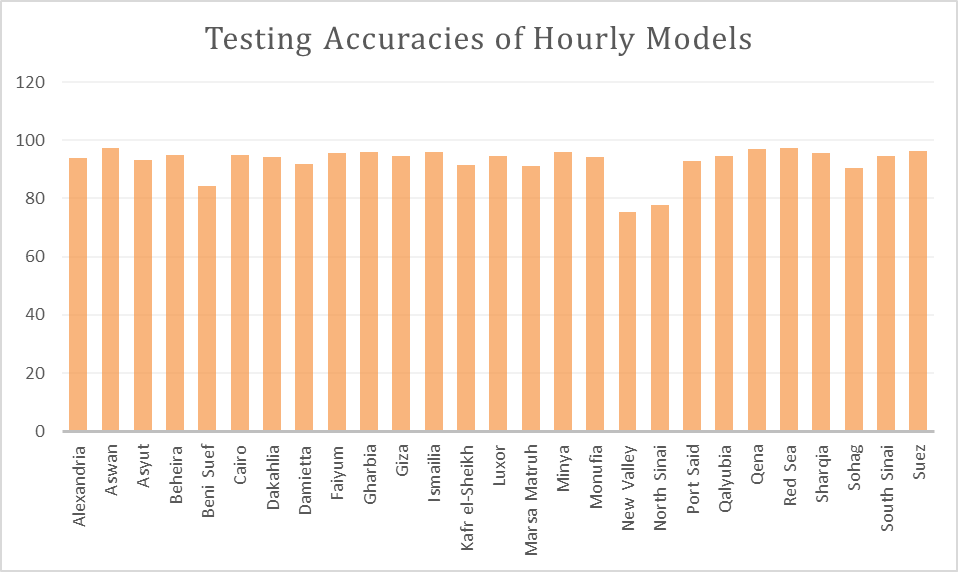 Testing Accuracies of Hourly Models
120
100
80
60
40
20
0
Alexandria
Aswan
Asyut
Beheira
Beni Suef
Cairo
Dakahlia
Damietta
Faiyum
Gharbia
Giza
Ismailia
Kafr el-Sheikh
Luxor
Marsa Matruh
Minya
Monufia
New Valley
North Sinai
Port Said
Qalyubia
Qena
Red Sea
Sharqia
Sohag
South Sinai
Suez